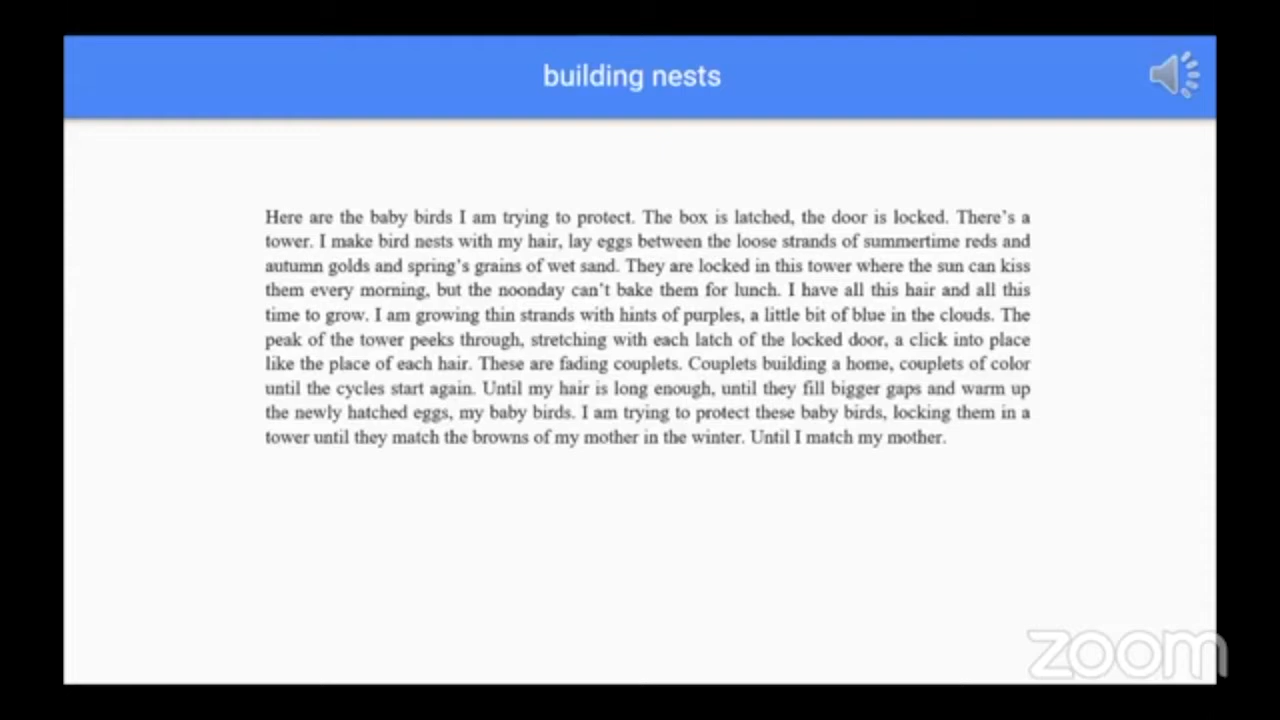 building nests
Here are the baby birds I am trying to protect. The box is latched, the door is locked. There's a
tower. I make bird nests with my hair, lay eggs between the loose strands of summertime reds and
autumn golds and spring's grains of wet sand. They are locked in this tower where the sun can kiss
them every morning, but the noonday can't bake them for lunch. I have all this hair and all this
time to grow. I am growing thin strands with hints of purples, a little bit of blue in the clouds. The
peak of the tower peeks through, stretching with each latch of the locked door, a click into place
like the place of each hair. These are fading couplets. Couplets building a home, couplets of color
until the cycles start again. Until my hair is long enough, until they fill bigger gaps and warm up
the newly hatched eggs, my baby birds. I am trying to protect these baby birds, locking them in a
tower until they match the browns of my mother in the winter. Until I match my mother.
zoom